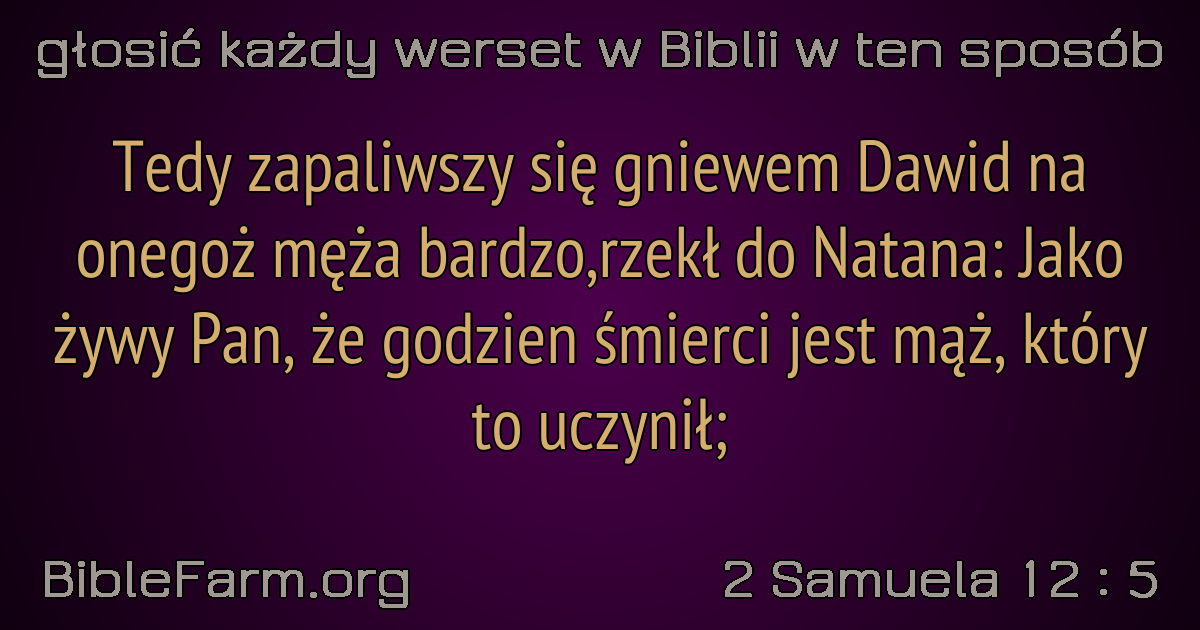 głosić każdy werset w Biblii w ten sposób
Tedy zapaliwszy się gniewem Dawid na
onegoż męża bardzo,rzekł do Natana: Jako
żywy Pan, że godzien śmierci jest mąż, który
to uczynił;
BibleFarm.org
2 Samuela 12 : 5